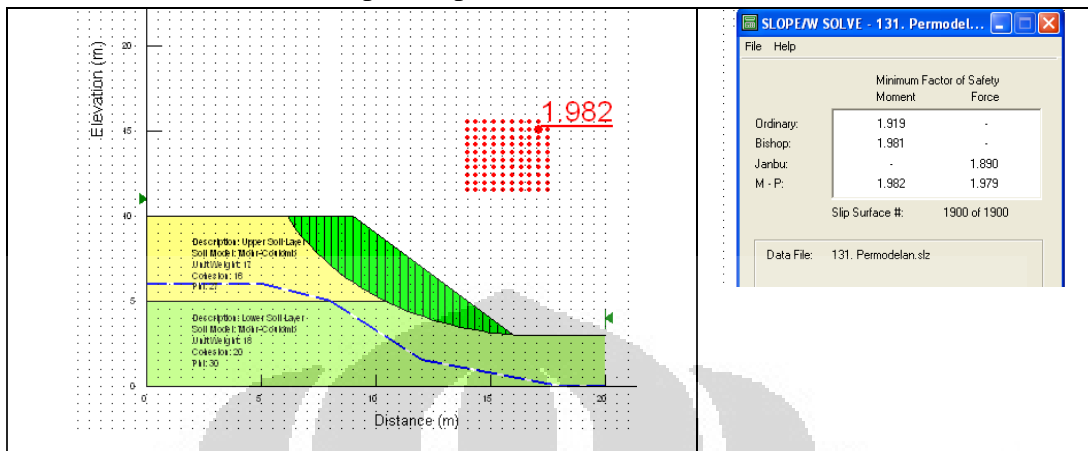 SLOPE/W SOLVE - 131. Permodel...
File Help
Minimum Factor of Safety
Moment Force
Ordinary: 1.919 -
Bishop: 1.981 -
Janbu: - 1.890
M - P: 1.982 1.979
Slip Surface #: 1900 of 1900
Data File: 131. Permodelan.slz
Elevation (m)
20
15
10
5
0
1.982
Description: Upper Soil Layer
Soil Model: Mohr-Coulomb
Unit Weight: 17
Cohesion: 16
Phi:
Description: Lower Soil Layer
Soil Model: Mohr-Coulomb
Unit Weight: 18
Cohesion: 20
Phi: 30
0 5 10 15 20
Distance (m)